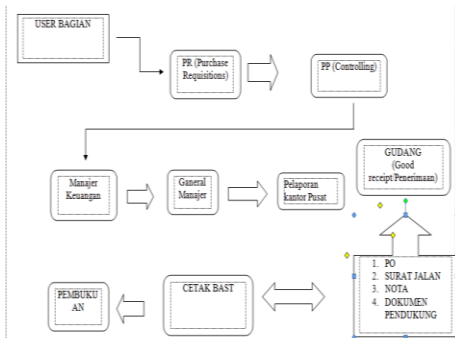 USER BAGIAN
PR (Purchase
Requisitions)
PP (Controlling)
GUDANG
(Good
receipt/Penerimaan)
Manajer
Keuangan
Ganeral
Manajer
Pelaporan
kantor Pusat
1. PO
2. SURAT JALAN
3. NOTA
4. DOKUMEN
PENDUKUNG
CETAK BAST
PEMBUKU
AN